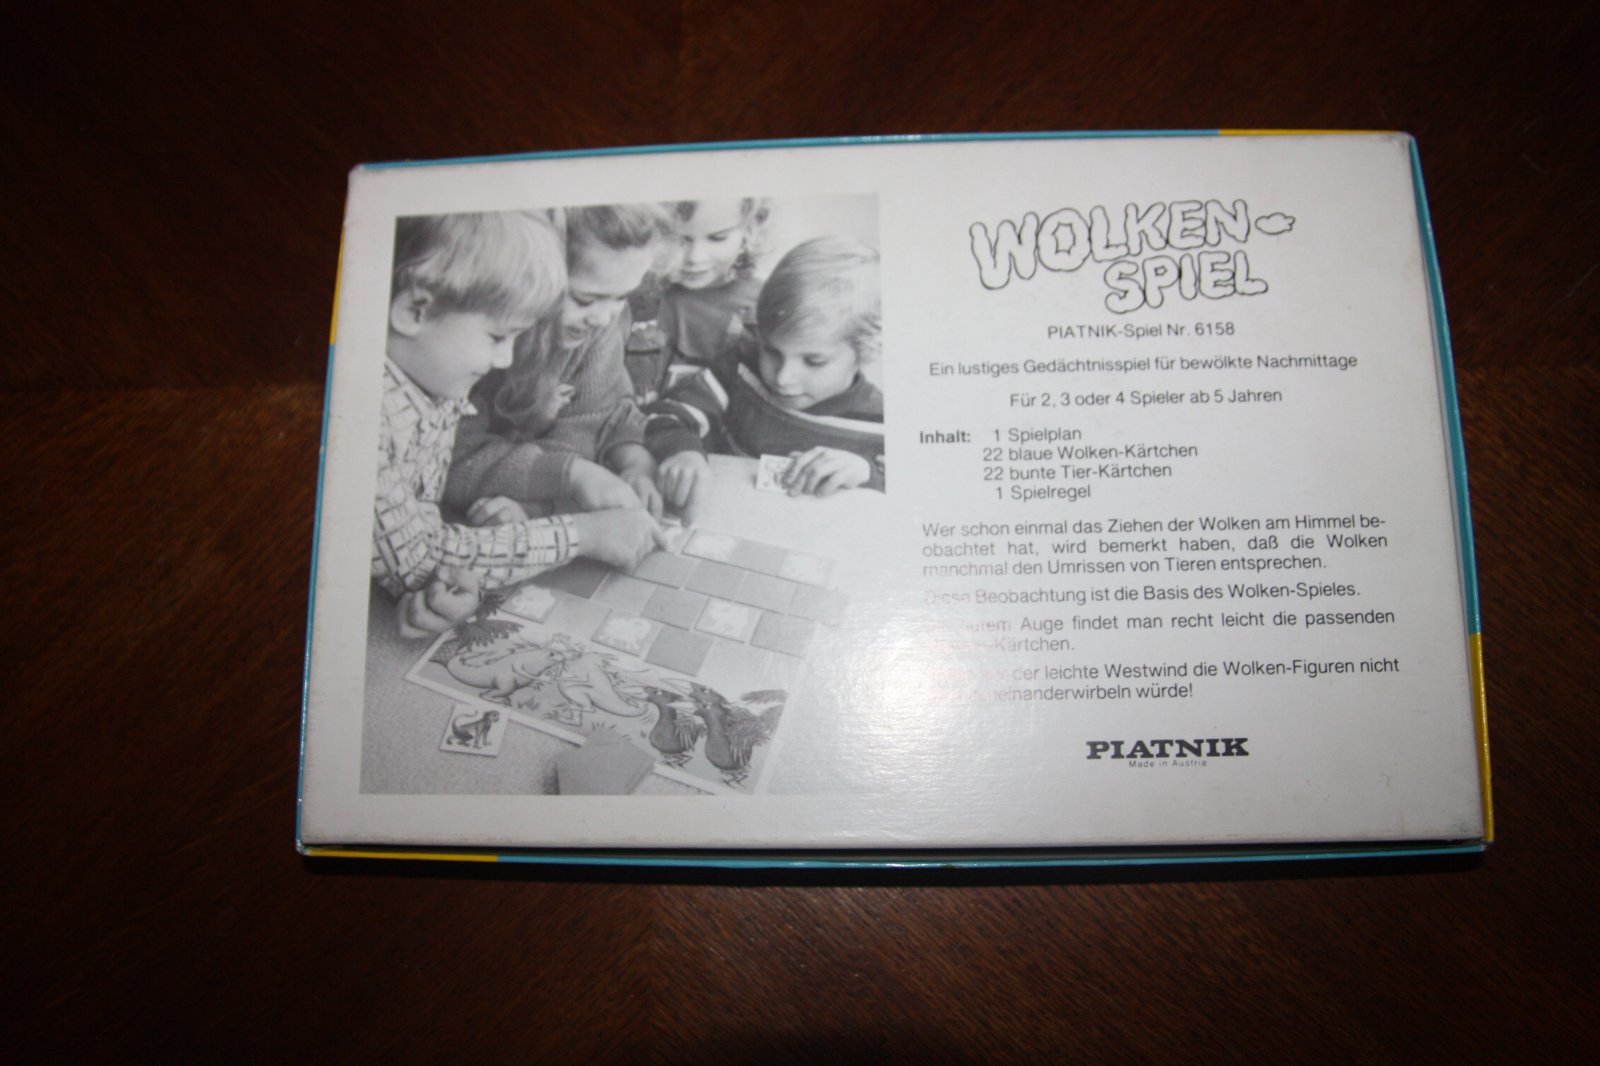 WOLKEN-
SPIEL
PIATNIK-Spiel Nr. 6158
Ein lustiges Gedächtnisspiel für bewölkte Nachmittage
Für 2, 3 oder 4 Spieler ab 5 Jahren
Inhalt: 1 Spielplan
22 blaue Wolken-Kärtchen
22 bunte Tier-Kärtchen
1 Spielregel
Wer schon einmal das Ziehen der Wolken am Himmel be-
obachtet hat, wird bemerkt haben, daß die Wolken
manchmal den Umrissen von Tieren entsprechen.
Diese Beobachtung ist die Basis des Wolken-Spieles.
gutem Auge findet man recht leicht die passenden
-Kärtchen.
der leichte Westwind die Wolken-Figuren nicht
einanderwirbeln würde!
PIATNIK
Made in Austria